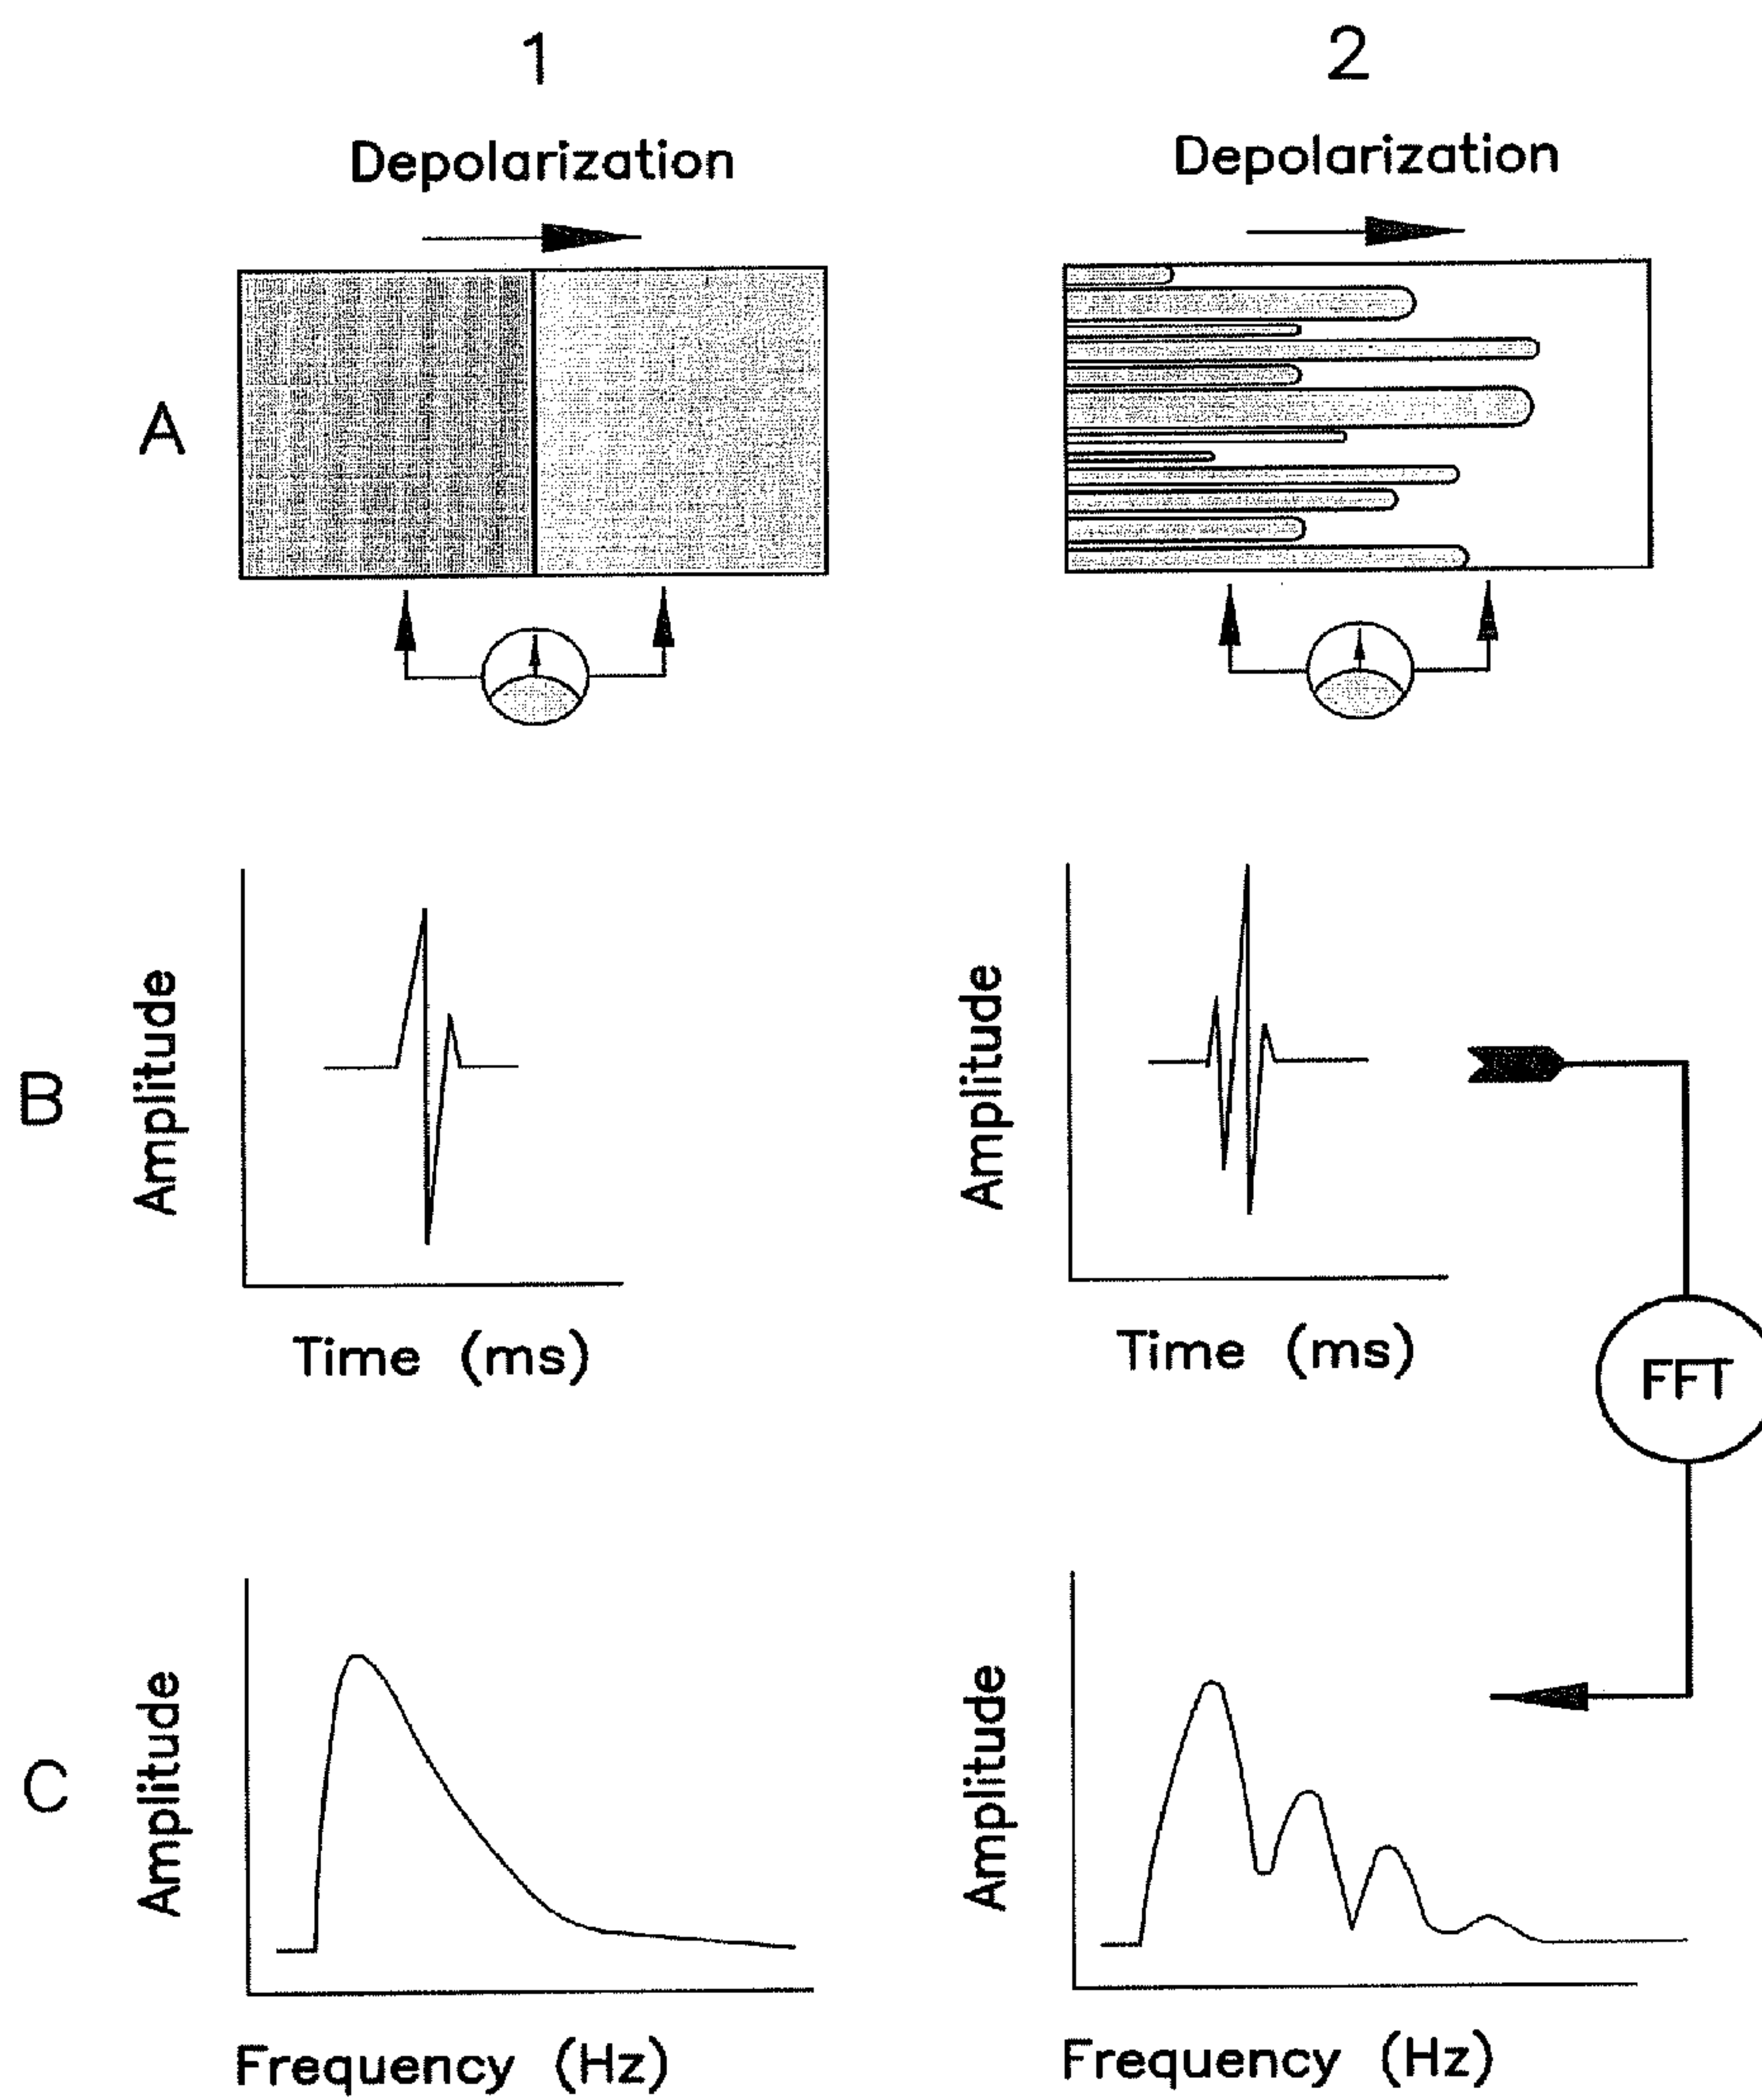 1
2
Depolarization
Depolarization
A
B
Amplitude
Time (ms)
Amplitude
Time (ms)
FFT
C
Amplitude
Frequency (Hz)
Amplitude
Frequency (Hz)